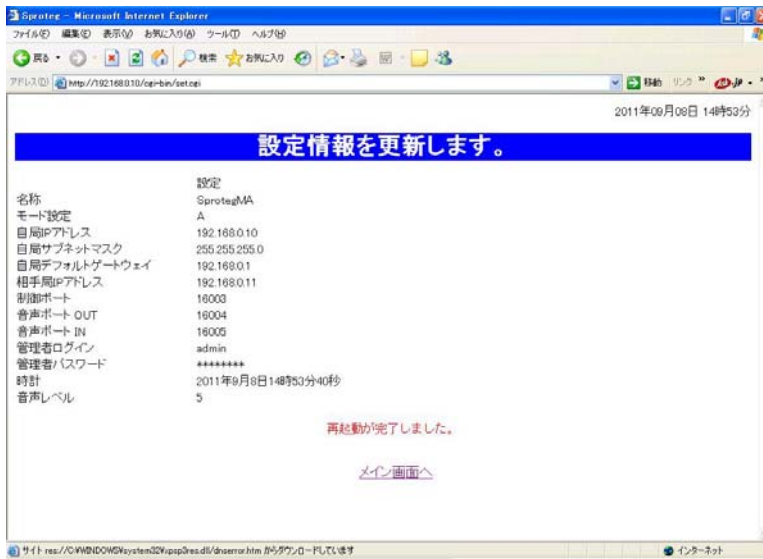 Sproteg - Microsoft Internet Explorer
ファイル(F) 編集(E) 表示(V) お気に入り(A) ツール(T) ヘルプ(H)
戻る 検索 お気に入り
アドレス(D) http://192.168.0.10/cgi-bin/set.cgi 移動 リンク »
2011年09月08日 14時53分
設定情報を更新します。
設定
名称 SprotegMA
モード設定 A
自局IPアドレス 192.168.0.10
自局サブネットマスク 255.255.255.0
自局デフォルトゲートウェイ 192.168.0.1
相手局IPアドレス 192.168.0.11
制御ポート 16003
音声ポート OUT 16004
音声ポート IN 16005
管理者ログイン admin
管理者パスワード ********
時計 2011年9月8日14時53分40秒
音声レベル 5
再起動が完了しました。
メイン画面へ
サイト res://C:¥WINDOWS¥system32¥xpsp3res.dll/dnserror.htm からダウンロードしています インターネット